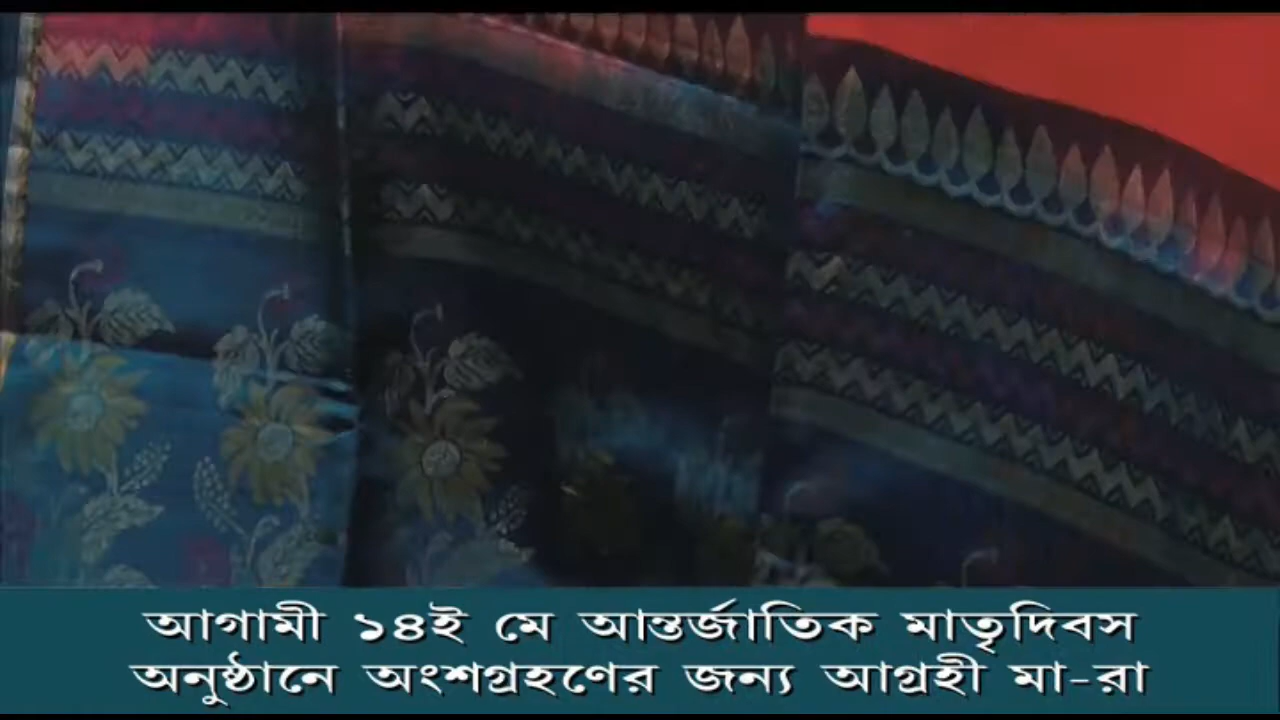 আগামী ১৪ই মে আন্তর্জাতিক মাতৃদিবস
অনুষ্ঠানে অংশগ্রহণের জন্য আগ্রহী মা-রা